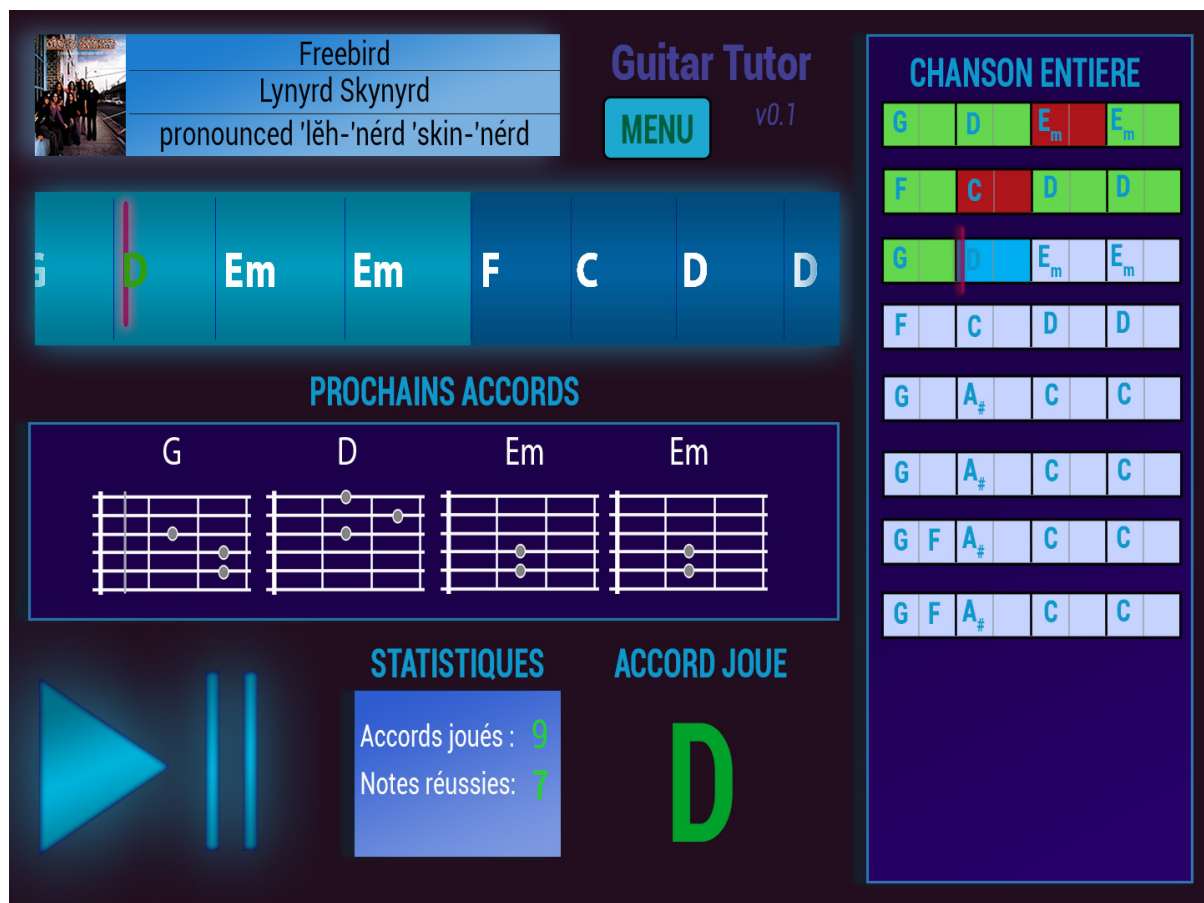 Freebird
Lynyrd Skynyrd
pronounced 'lĕh-'nérd 'skin-'nérd
Guitar Tutor
v0.1
MENU
G D Em Em F C D D
PROCHAINS ACCORDS
G D Em Em
STATISTIQUES
Accords joués : 9
Notes réussies: 7
ACCORD JOUE
D
CHANSON ENTIERE
G D Em Em
F C D D
G D Em Em
F C D D
G A# C C
G A# C C
G F A# C C
G F A# C C